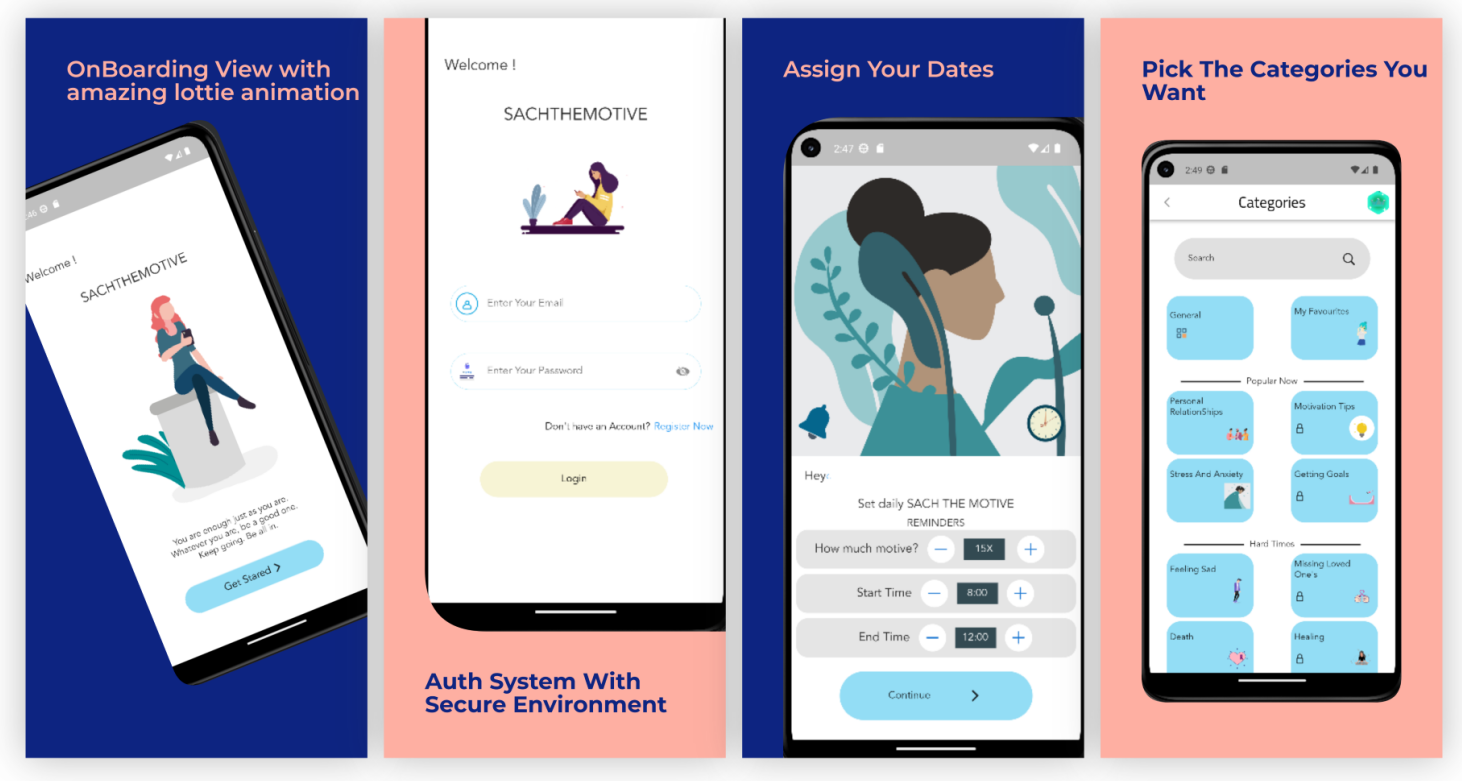 OnBoarding View with
amazing lottie animation
Welcome !
SACHTHEMOTIVE
You are enough just as you are.
Whatever you are, be a good one.
Keep going. Be all in.
Get Stared
Welcome !
SACHTHEMOTIVE
Enter Your Email
Enter Your Password
Don't have an Account? Register Now
Login
Auth System With
Secure Environment
Assign Your Dates
2:47
Hey
Set daily SACH THE MOTIVE
REMINDERS
How much motive? — 15X +
Start Time — 8:00 +
End Time — 12:00 +
Continue
Pick The Categories You
Want
2:49
Categories
Search
General
My Favourites
Popular Now
Personal
RelationShips
Motivation Tips
Stress And Anxiety
Getting Goals
Hard Times
Feeling Sad
Missing Loved
One's
Death
Healing